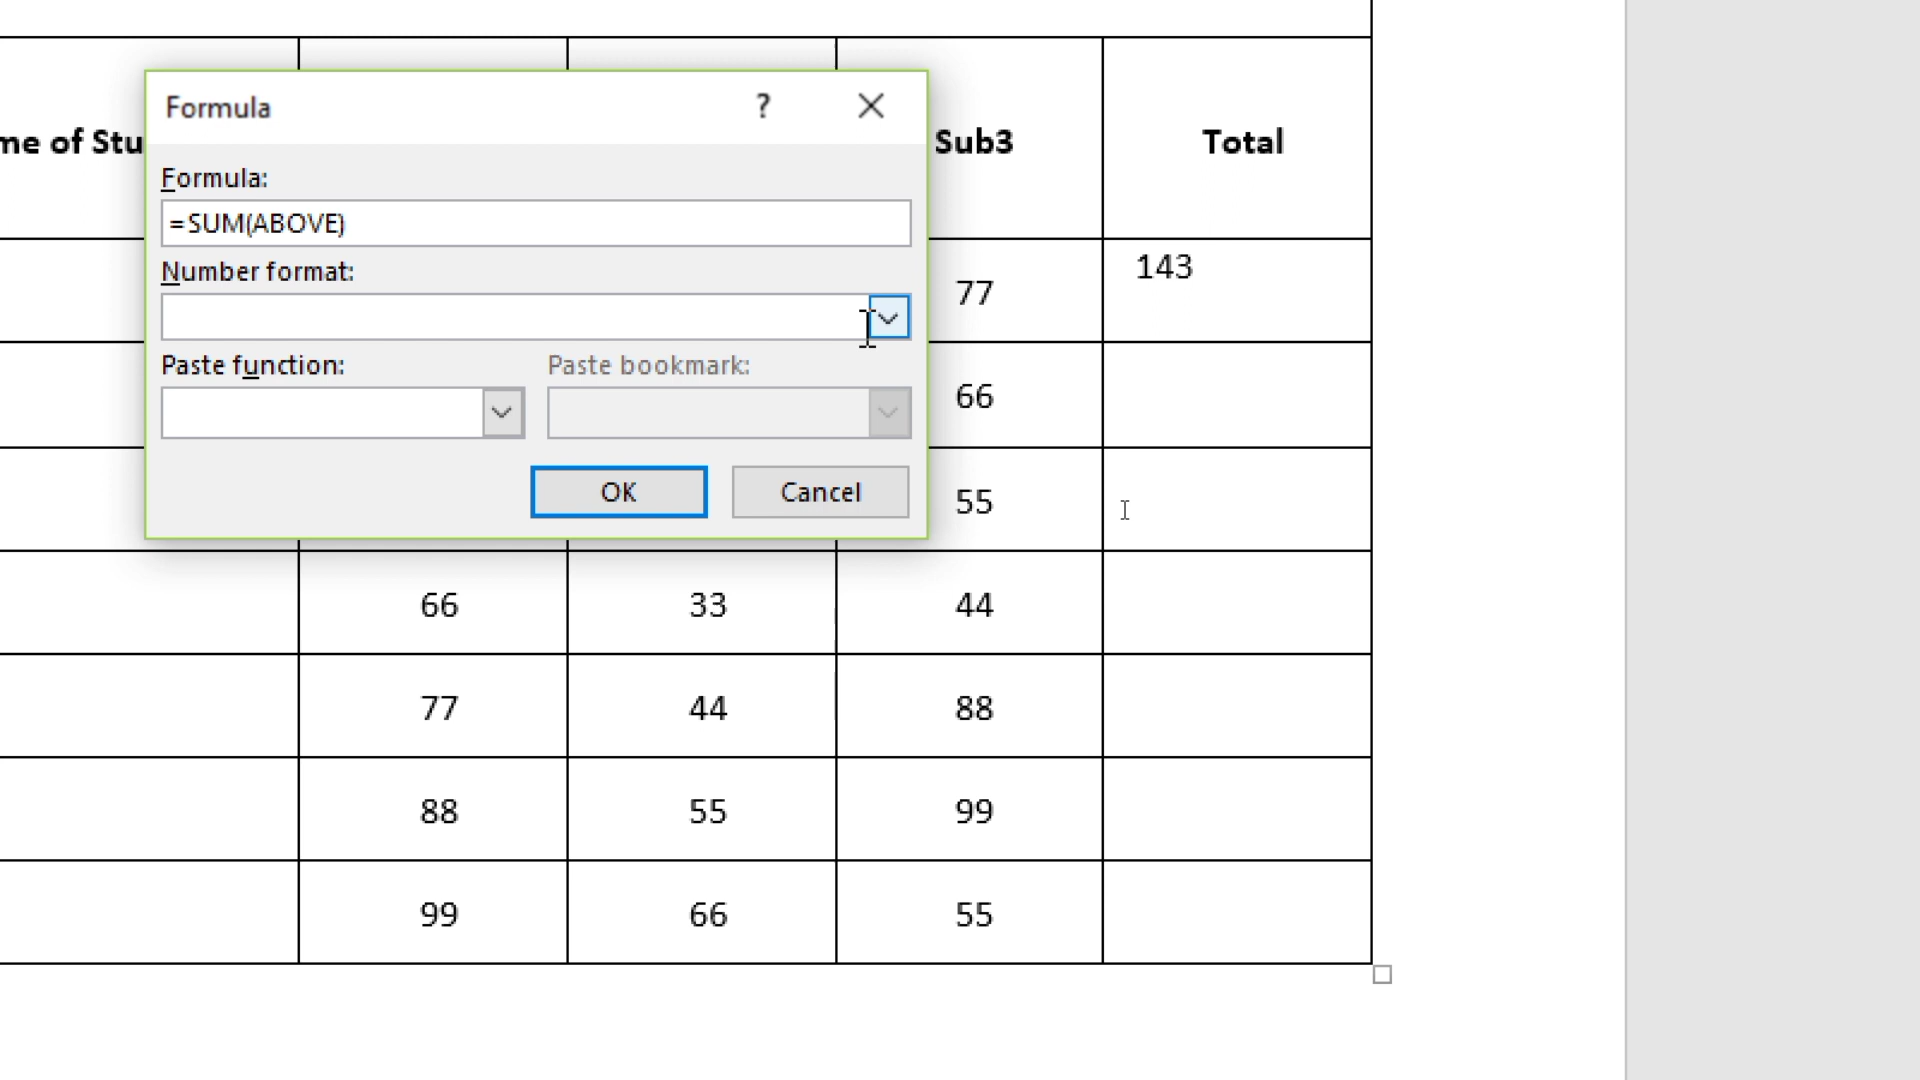 Formula ?
Formula:
=SUM(ABOVE)
Number format:
Paste function: Paste bookmark:
OK Cancel
me of Stu Sub3 Total
77 143
66
55
66 33 44
77 44 88
88 55 99
99 66 55